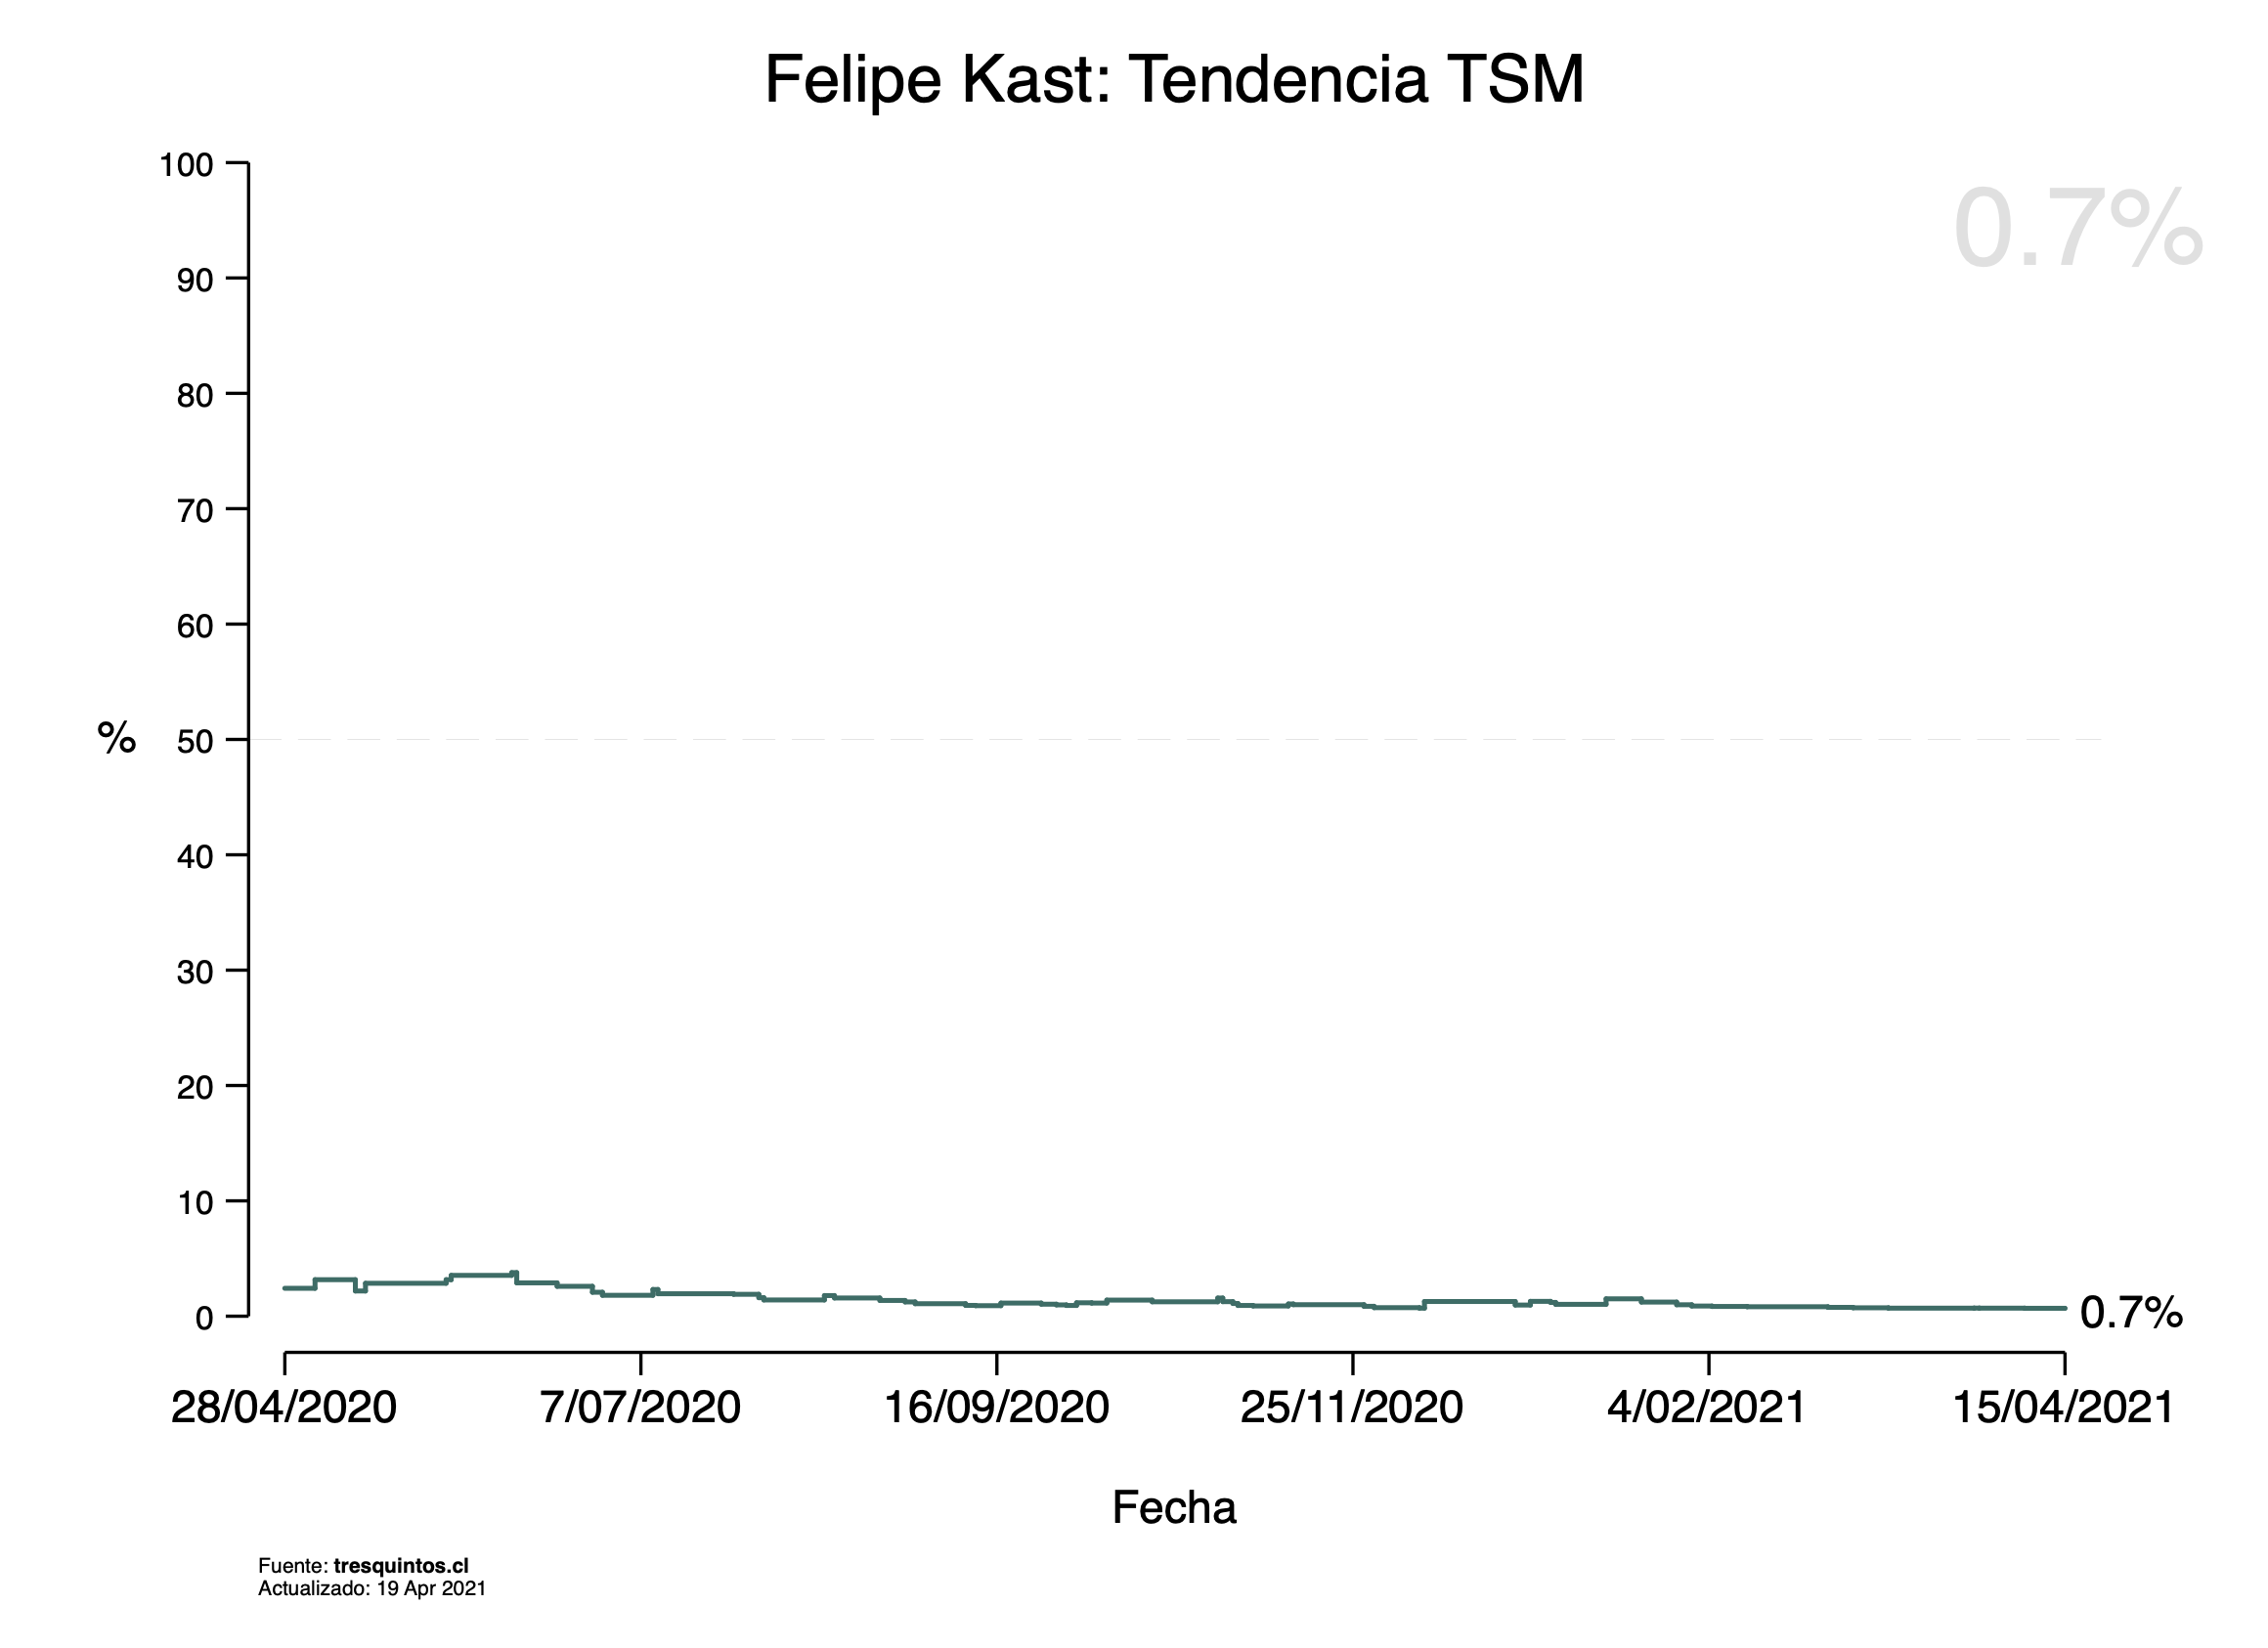 Felipe Kast: Tendencia TSM
0.7%
100
90
80
70
60
50
40
30
20
10
0
%
0.7%
28/04/2020 7/07/2020 16/09/2020 25/11/2020 4/02/2021 15/04/2021
Fecha
Fuente: tresquintos.cl
Actualizado: 19 Apr 2021